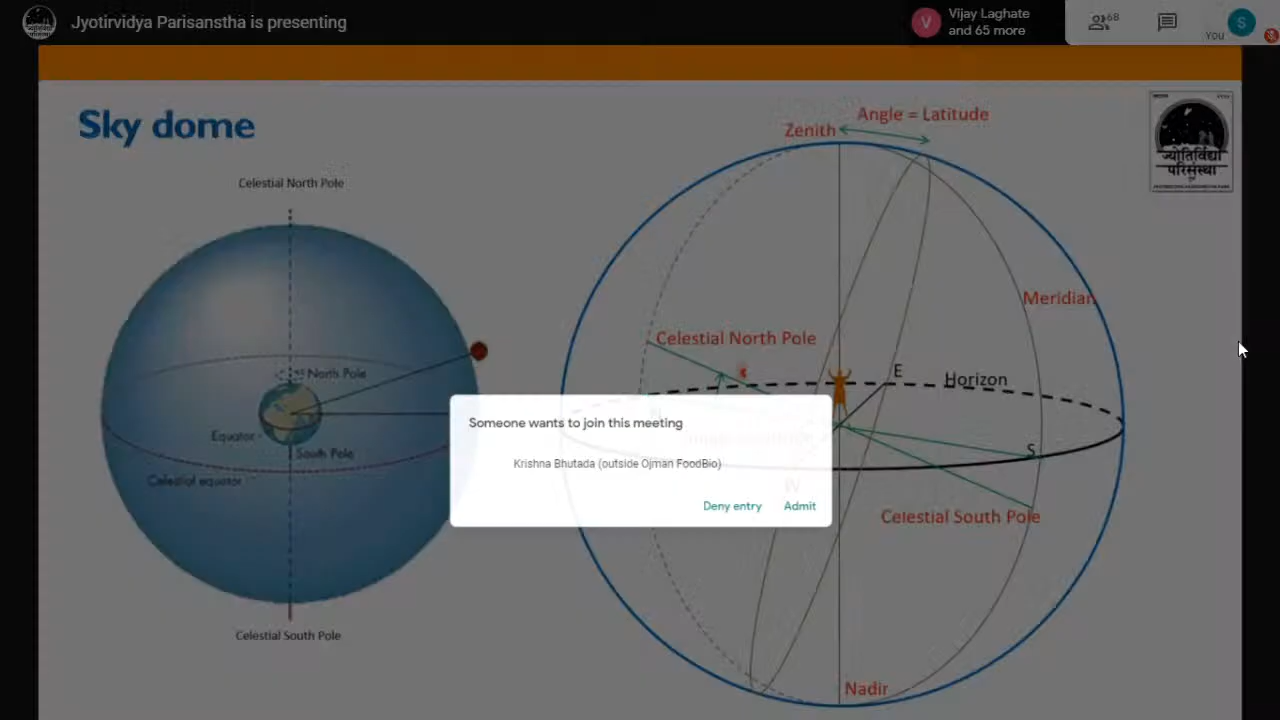 Jyotirvidya Parisanstha is presenting
V
Vijay Laghate
and 65 more
68
You
S
Sky dome
Celestial North Pole
North Pole
Equator
South Pole
Celestial equator
Celestial South Pole
Angle = Latitude
Zenith
Meridian
Celestial North Pole
E
Horizon
S
Celestial South Pole
Nadir
ज्योतिर्विद्या
परिसंस्था
Someone wants to join this meeting
Krishna Bhutada (outside Ojman FoodBio)
Deny entry
Admit